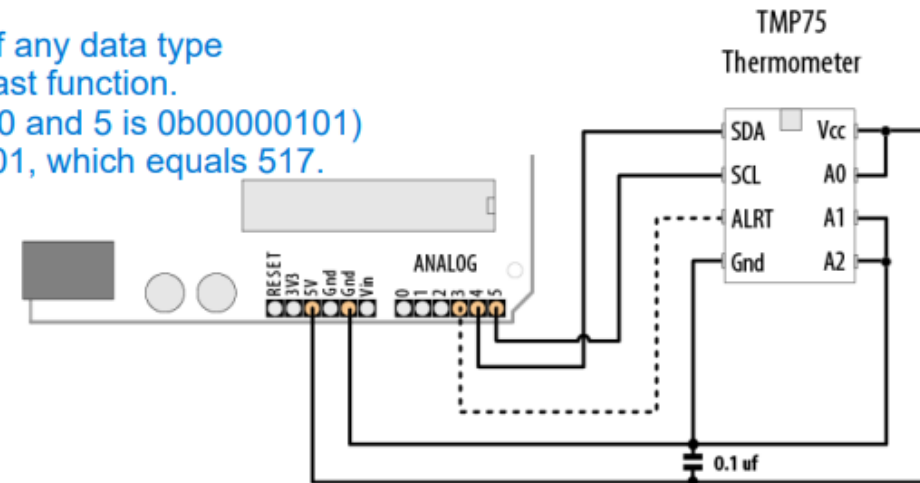 f any data type
ast function.
0 and 5 is 0b00000101)
01, which equals 517.
TMP75
Thermometer
SDA Vcc
SCL A0
ALRT A1
Gnd A2
ANALOG
RESET 3V3 5V Gnd Gnd Vin 0 1 2 3 4 5
0.1 uf